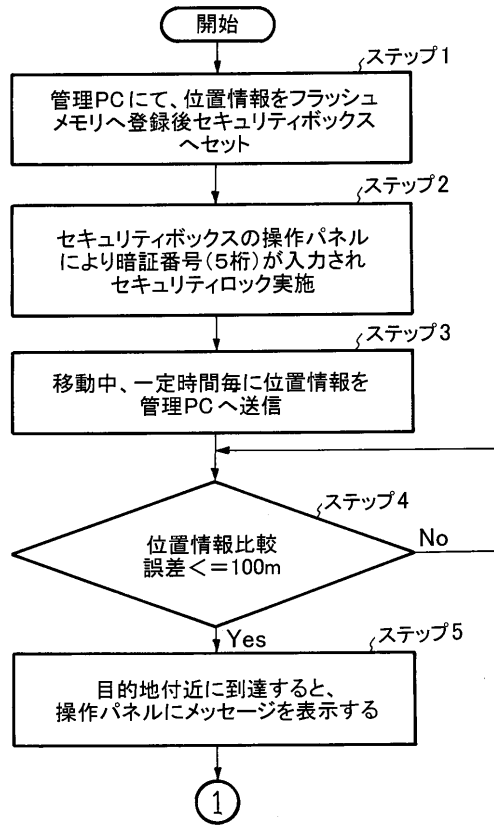 開始
ステップ1
管理PCにて、位置情報をフラッシュ
メモリへ登録後セキュリティボックス
へセット
ステップ2
セキュリティボックスの操作パネル
により暗証番号(5桁)が入力され
セキュリティロック実施
ステップ3
移動中、一定時間毎に位置情報を
管理PCへ送信
ステップ4
位置情報比較
誤差<=100m
No
Yes
ステップ5
目的地付近に到達すると、
操作パネルにメッセージを表示する
1